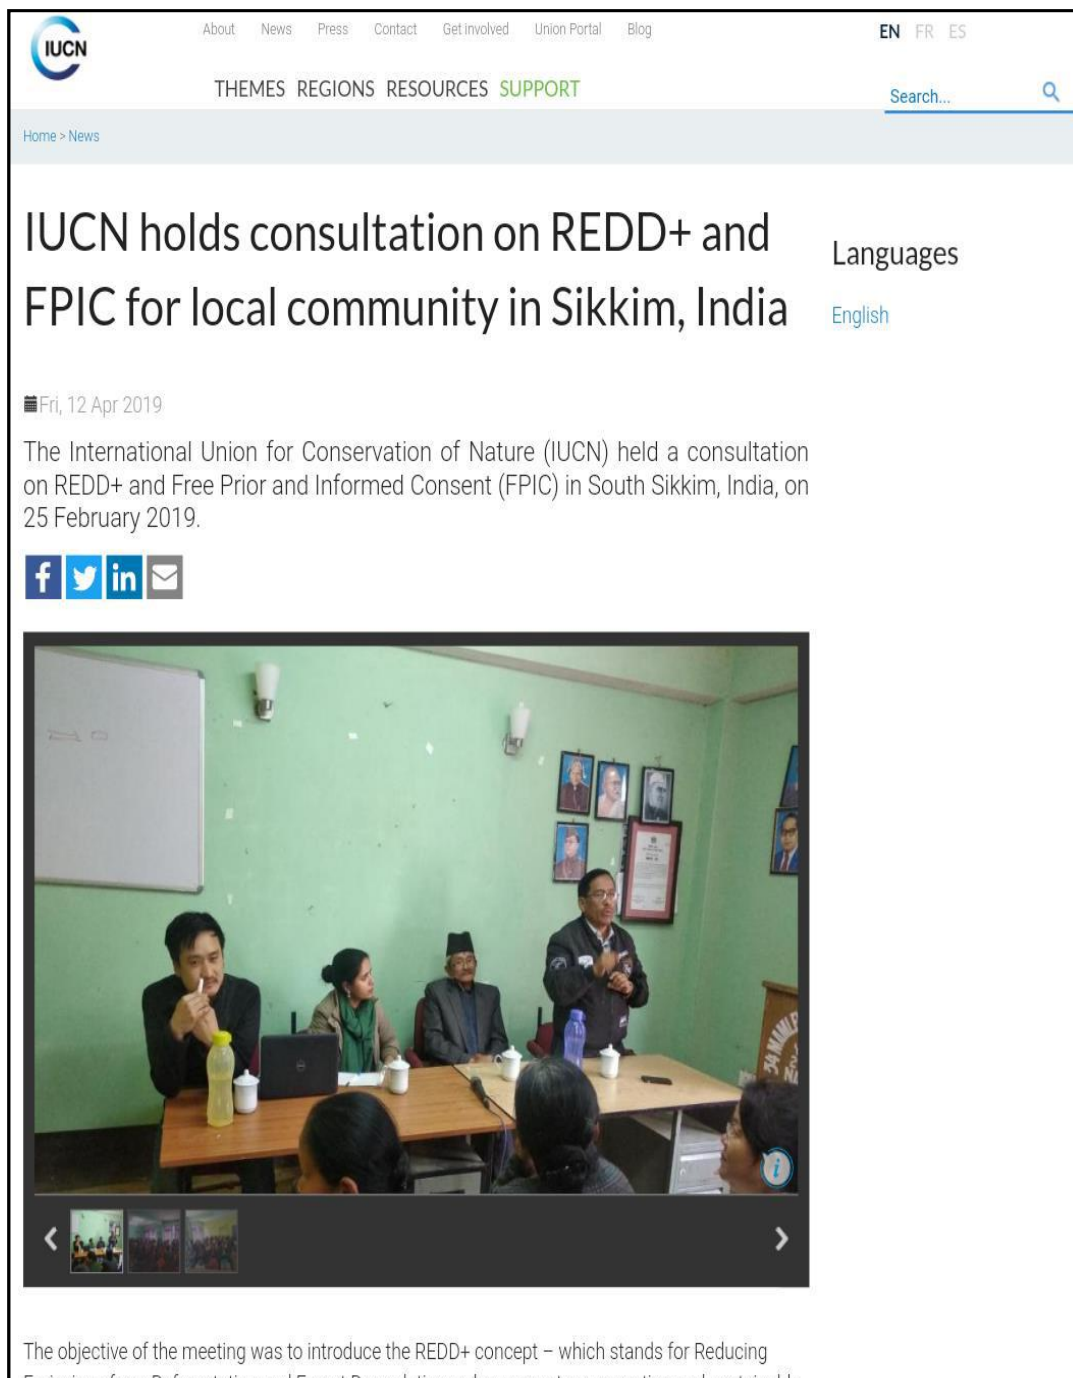 IUCN
About News Press Contact Get involved Union Portal Blog
EN FR ES
THEMES REGIONS RESOURCES SUPPORT
Search...
Home > News
IUCN holds consultation on REDD+ and
FPIC for local community in Sikkim, India
Languages
English
Fri, 12 Apr 2019
The International Union for Conservation of Nature (IUCN) held a consultation
on REDD+ and Free Prior and Informed Consent (FPIC) in South Sikkim, India, on
25 February 2019.
f in
34 MAML
i
The objective of the meeting was to introduce the REDD+ concept – which stands for Reducing